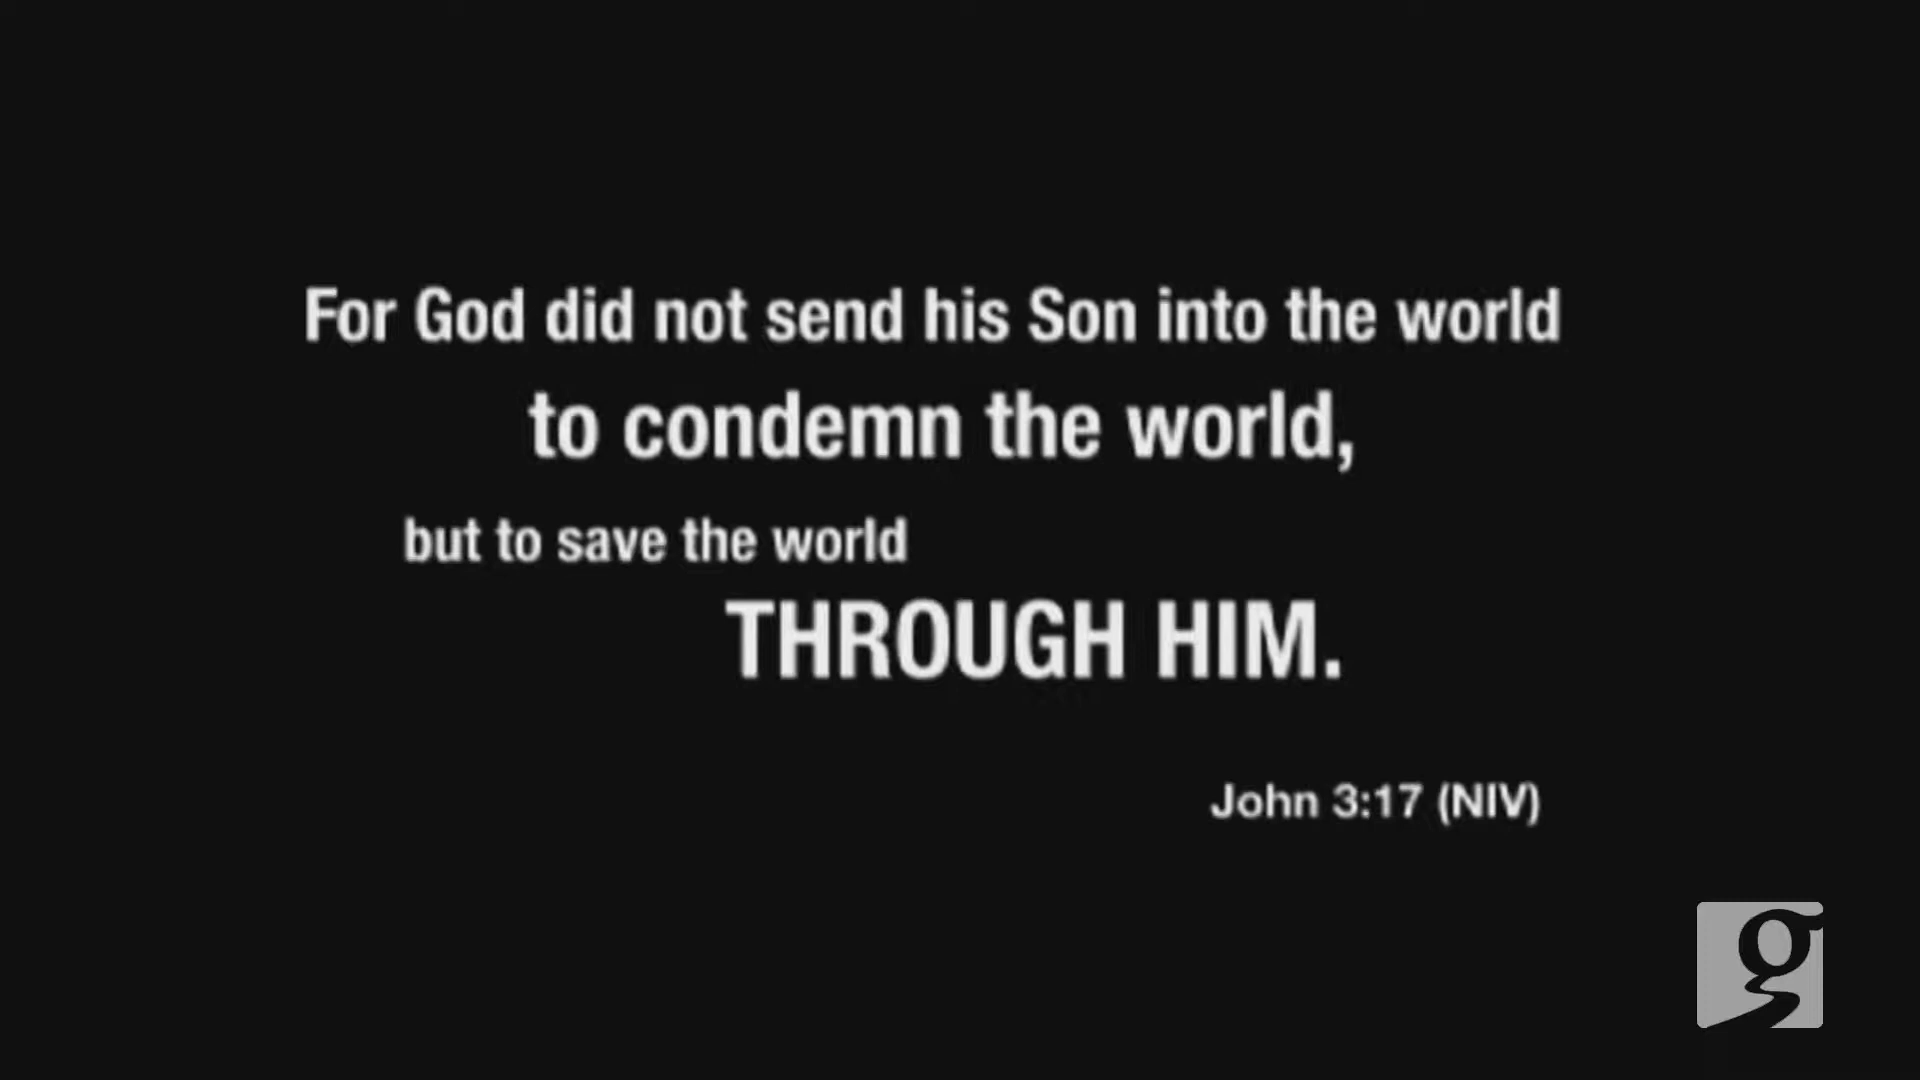 For God did not send his Son into the world
to condemn the world,
but to save the world
THROUGH HIM.
John 3:17 (NIV)
g